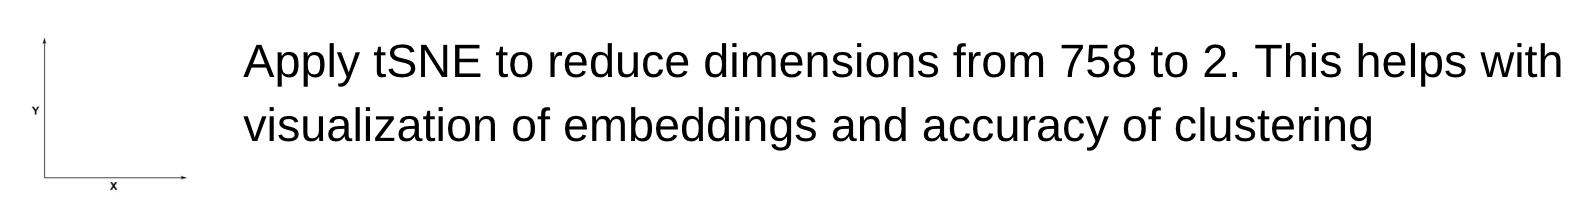 Apply tSNE to reduce dimensions from 758 to 2. This helps with
visualization of embeddings and accuracy of clustering
Y
X